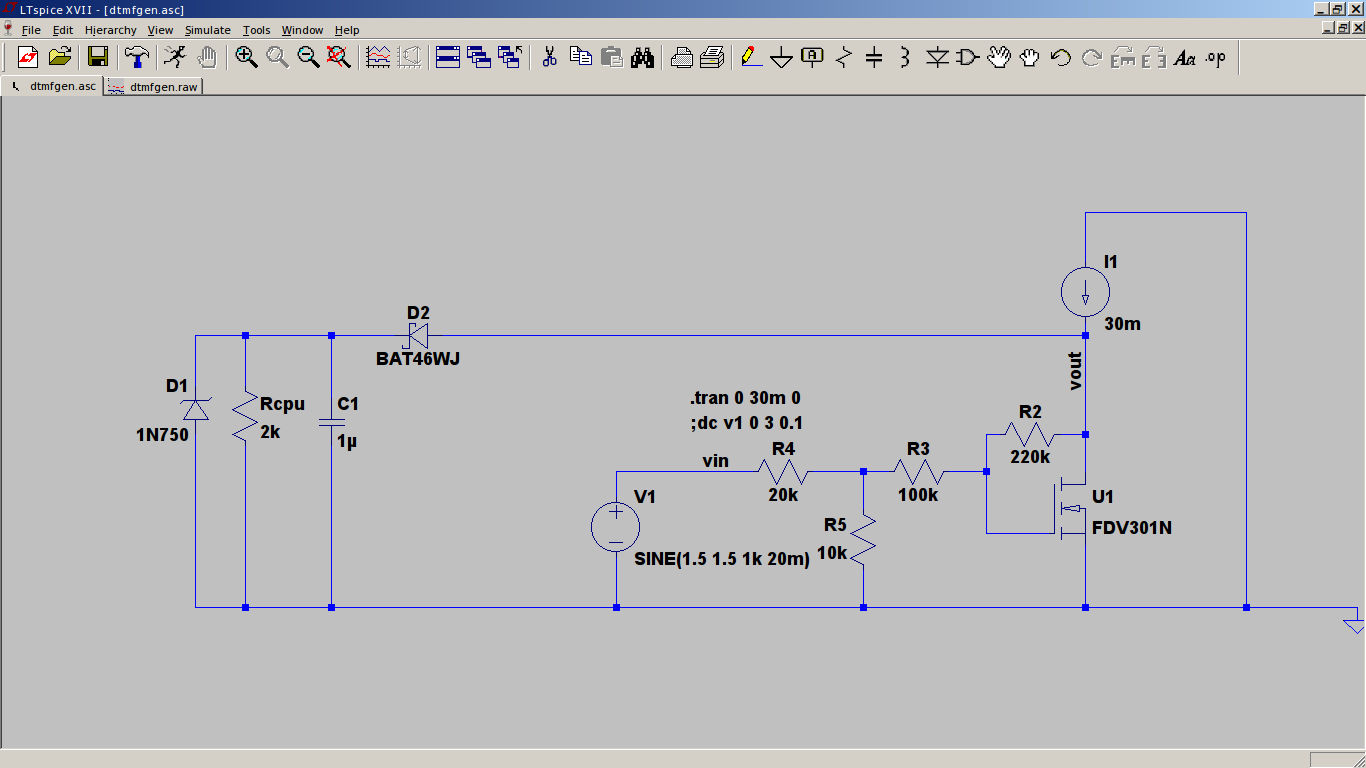 LTspice XVII - [dtmfgen.asc]
File Edit Hierarchy View Simulate Tools Window Help
A Aa .op
dtmfgen.asc dtmfgen.raw
I1
30m
D2
BAT46WJ
vout
D1
1N750
Rcpu
2k
C1
1µ
.tran 0 30m 0
;dc v1 0 3 0.1
vin
R4
20k
R3
100k
R2
220k
V1
SINE(1.5 1.5 1k 20m)
R5
10k
U1
FDV301N